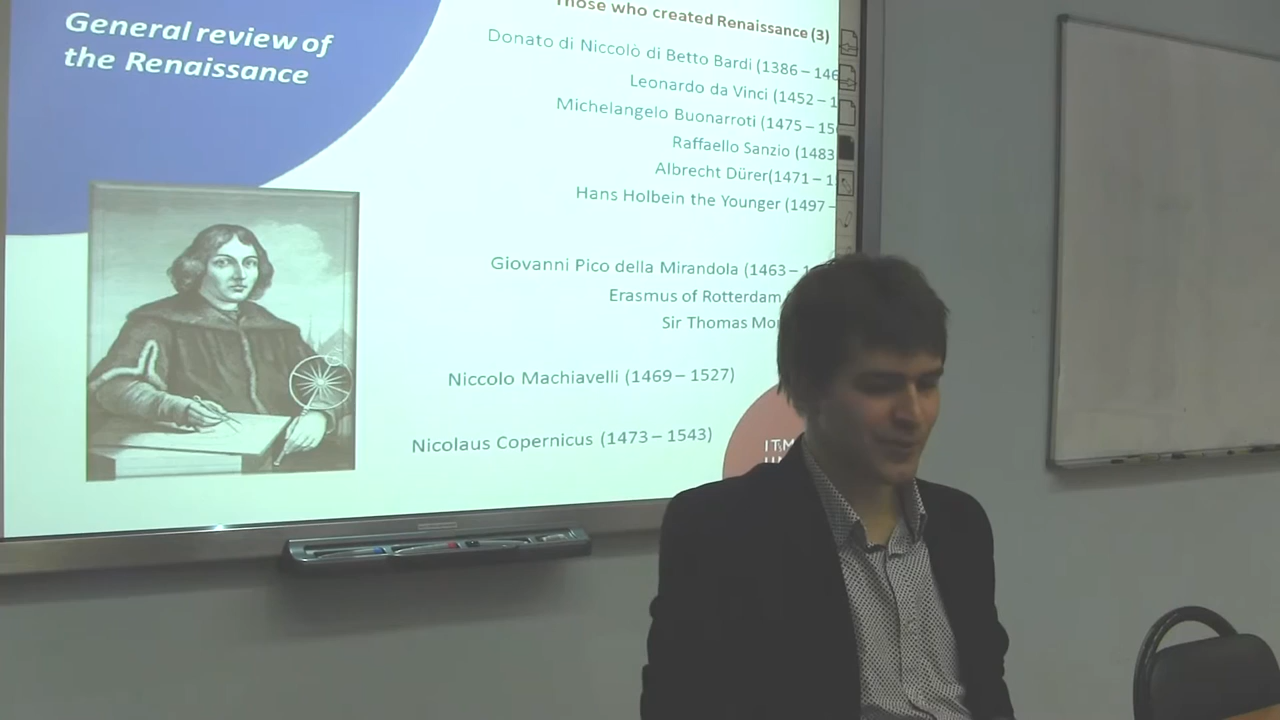 General review of
the Renaissance
Those who created Renaissance (3)
Donato di Niccolò di Betto Bardi (1386 – 146
Leonardo da Vinci (1452 – 1
Michelangelo Buonarroti (1475 – 15
Raffaello Sanzio (1483
Albrecht Dürer(1471 – 1
Hans Holbein the Younger (1497 –
Giovanni Pico della Mirandola (1463 – 1
Erasmus of Rotterdam
Sir Thomas Mo
Niccolo Machiavelli (1469 – 1527)
Nicolaus Copernicus (1473 – 1543)
ITM